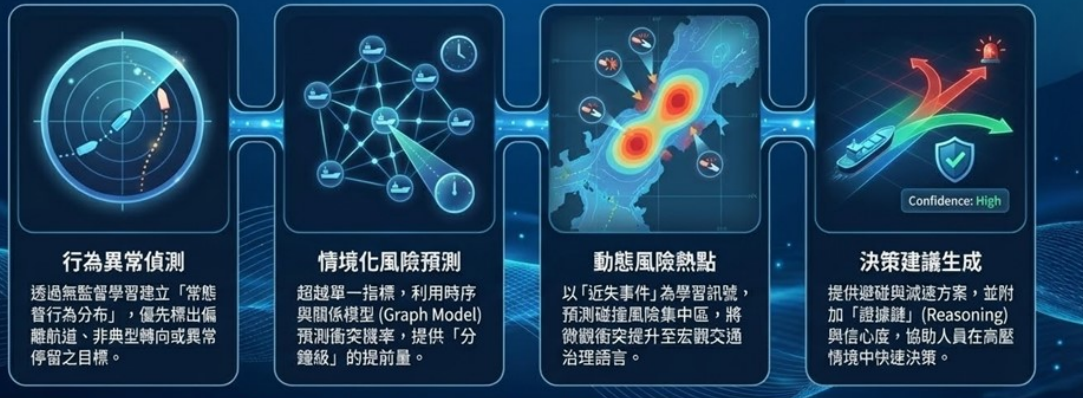 Confidence: High
行為異常偵測
透過無監督學習建立「常態
督行為分布」，優先標出偏
離航道、非典型轉向或異常
停留之目標。
情境化風險預測
超越單一指標，利用時序
與關係模型 (Graph Model)
預測衝突機率，提供「分
鐘級」的提前量。
動態風險熱點
以「近失事件」為學習訊號，
預測碰撞風險集中區，將
微觀衝突提升至宏觀交通
治理語言。
決策建議生成
提供避碰與減速方案，並附
加「證據鏈」(Reasoning)
與信心度，協助人員在高壓
情境中快速決策。